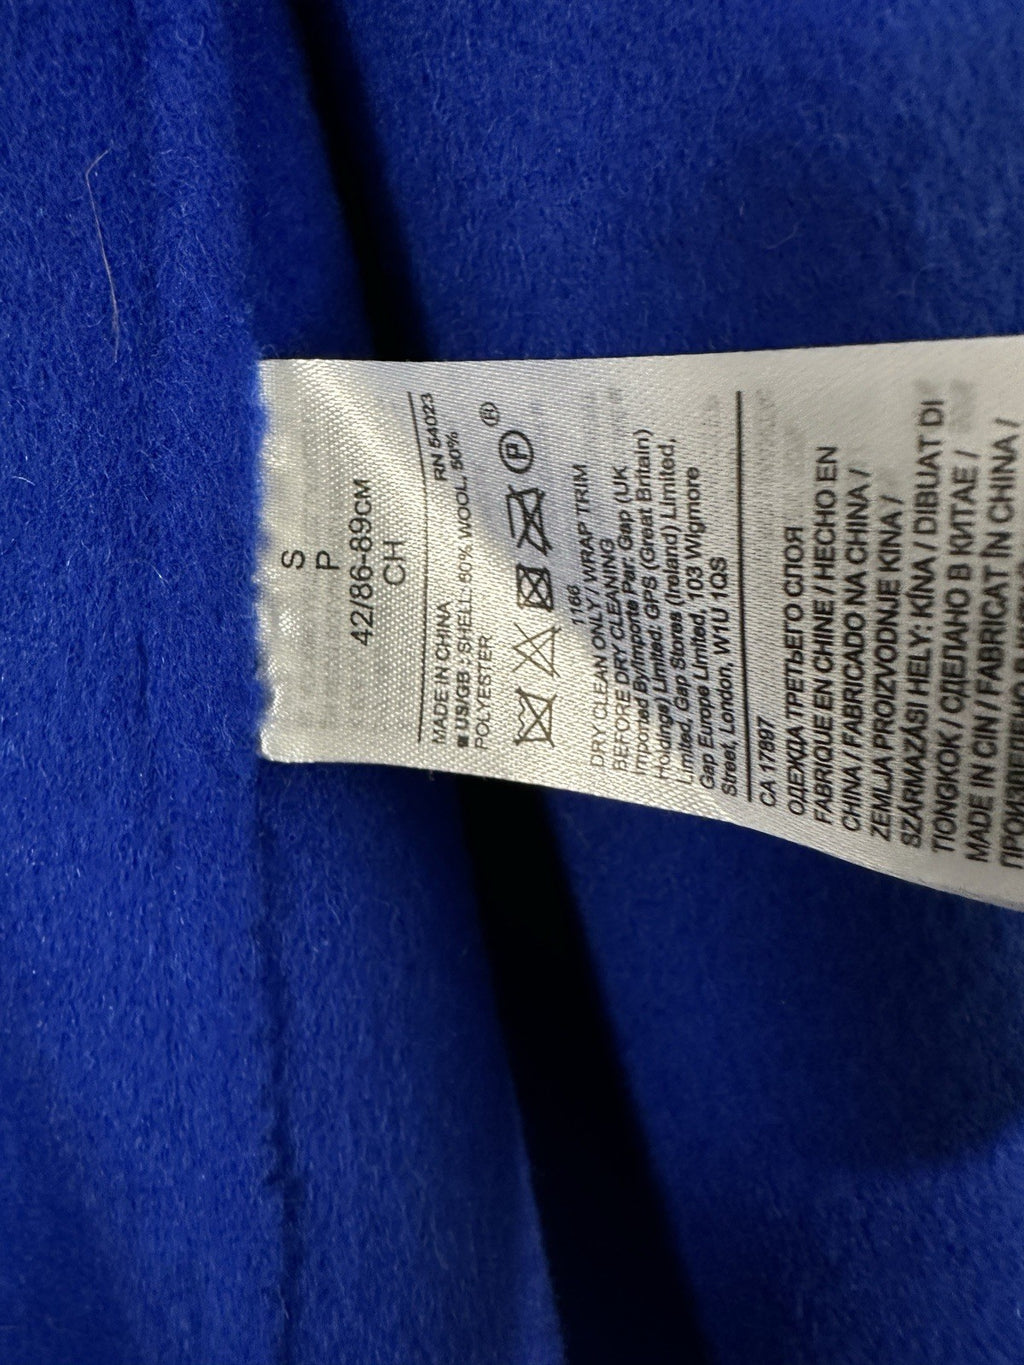 S
P
42/86-89CM
CH
RN 54023
MADE IN CHINA
USA/GB : SHELL: 50% WOOL, 50%
POLYESTER
P
®
1166
DRY CLEAN ONLY / WRAP TRIM
BEFORE DRY CLEANING
Imported By/Importe Par: Gap (UK
Holdings) Limited, GPS (Great Britain)
Limited, Gap Stores (Ireland) Limited,
Gap Europe Limited, 103 Wigmore
Street, London, W1U 1QS
CA 17897
ОДЕЖДА ТРЕТЬЕГО СЛОЯ
FABRIQUE EN CHINE / HECHO EN
CHINA / FABRICADO NA CHINA /
ZEMLJA PROIZVODNJE KINA /
SZÁRMAZÁSI HELY: KÍNA / DIBUAT DI
TIONGKOK / СДЕЛАНО В КИТАЕ /
MADE IN CIN / FABRICAT ÎN CHINA /